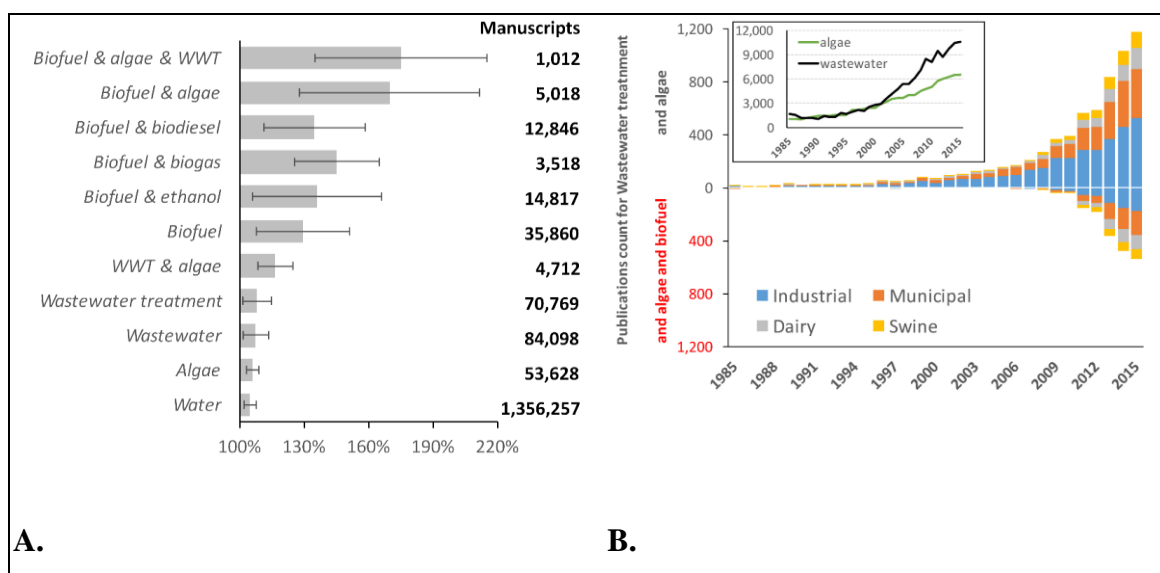 Manuscripts
Biofuel & algae & WWT 1,012
Biofuel & algae 5,018
Biofuel & biodiesel 12,846
Biofuel & biogas 3,518
Biofuel & ethanol 14,817
Biofuel 35,860
WWT & algae 4,712
Wastewater treatment 70,769
Wastewater 84,098
Algae 53,628
Water 1,356,257
100% 130% 160% 190% 220%
A.
Publications count for Wastewater treatnment
and algae
and algae and biofuel
1,200
800
400
0
400
800
1,200
12,000
9,000
6,000
3,000
0
algae
wastewater
1985 1990 1995 2000 2005 2010 2015
Industrial Municipal
Dairy Swine
1985 1988 1991 1994 1997 2000 2003 2006 2009 2012 2015
B.